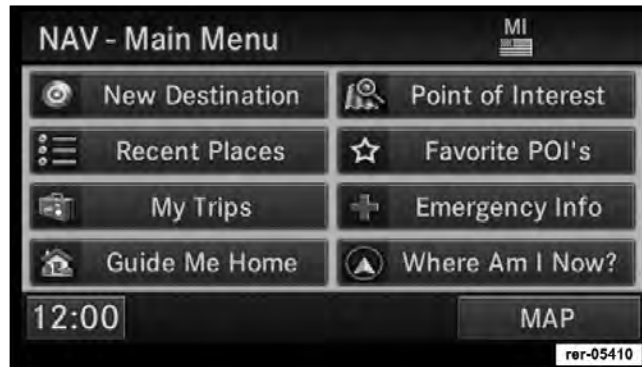 NAV - Main Menu
MI
New Destination
Point of Interest
Recent Places
Favorite POI's
My Trips
Emergency Info
Guide Me Home
Where Am I Now?
12:00
MAP
rer-05410